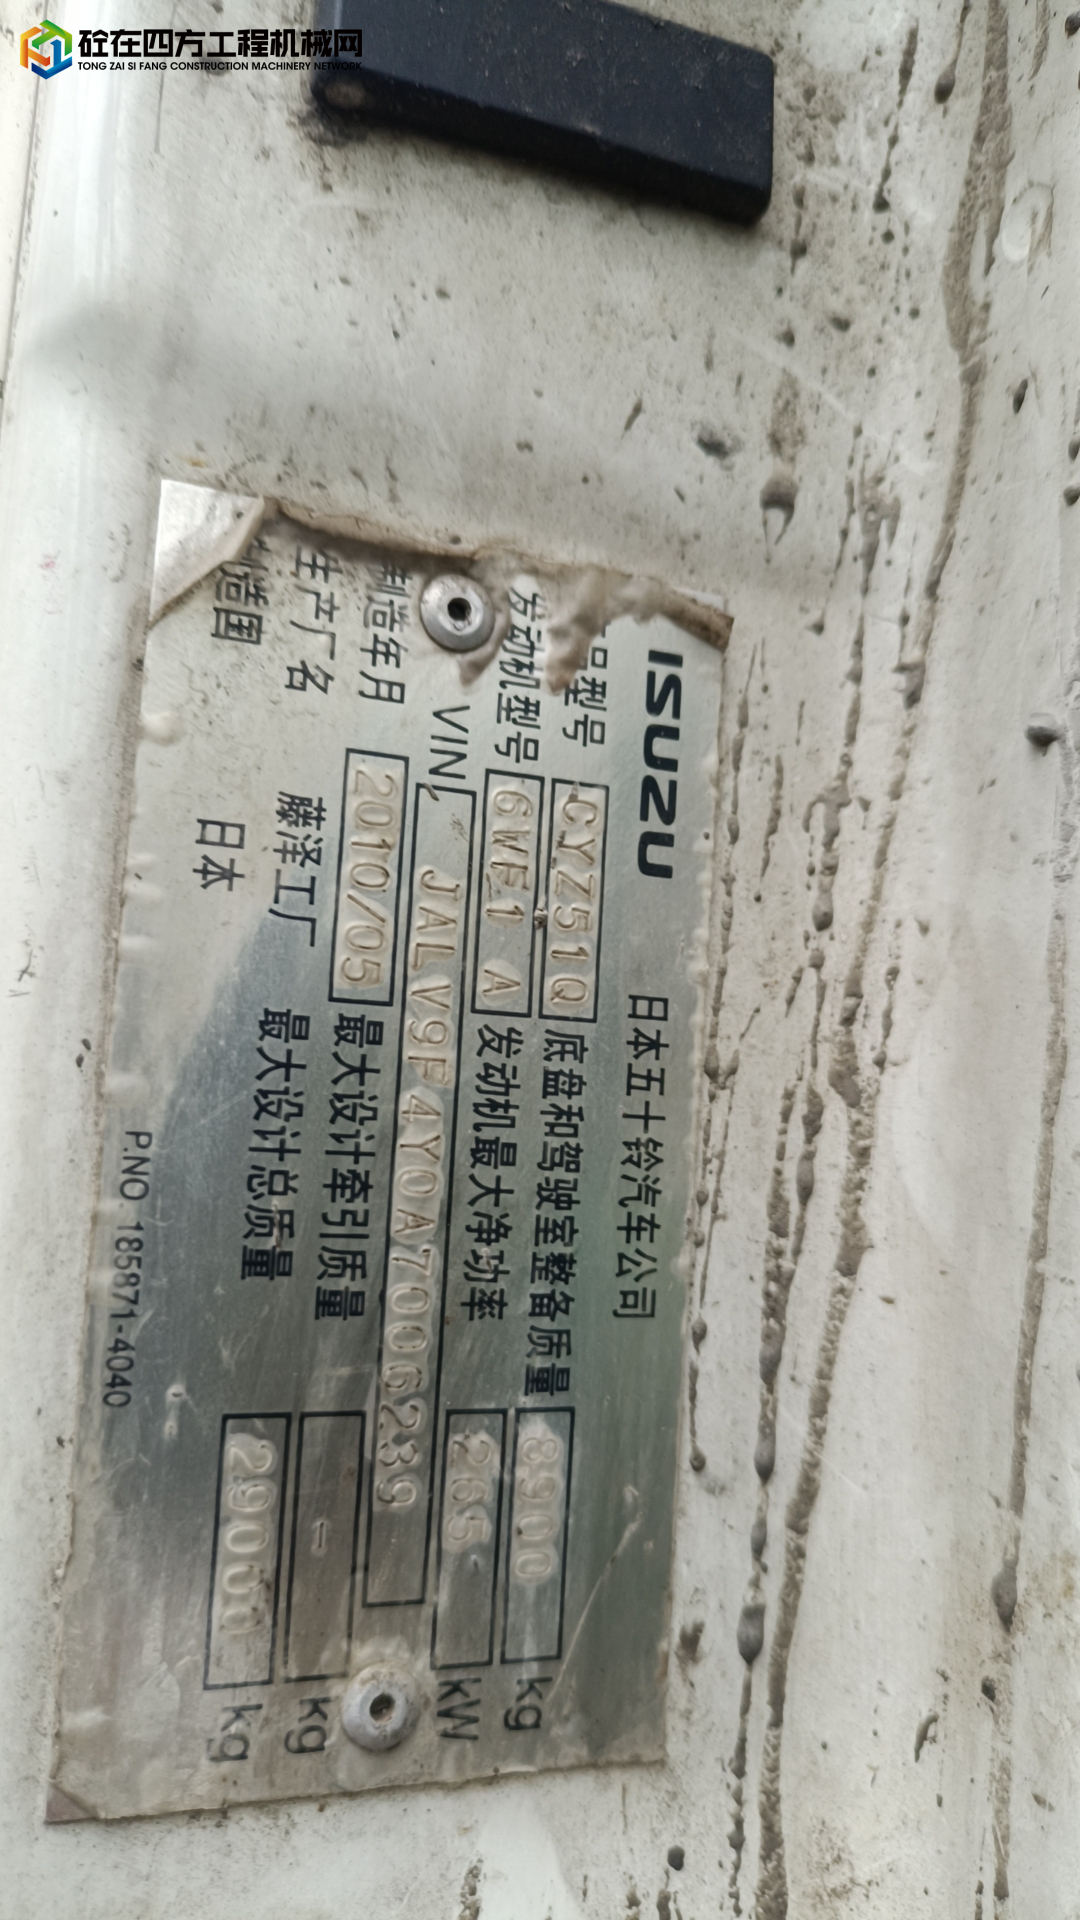 砼在四方工程机械网
TONG ZAI SI FANG CONSTRUCTION MACHINERY NETWORK
ISUZU 日本五十铃汽车公司
型号 CYZ51Q 底盘和驾驶室整备质量 8900 kg
发动机型号 6WF1 A 发动机最大净功率 265 kW
VIN JALV9F4Y0A7006239
制造年月 2010/05 最大设计牵引质量 - kg
生产厂名 藤泽工厂 最大设计总质量 29000 kg
制造国 日本
P.NO. 185871-4040